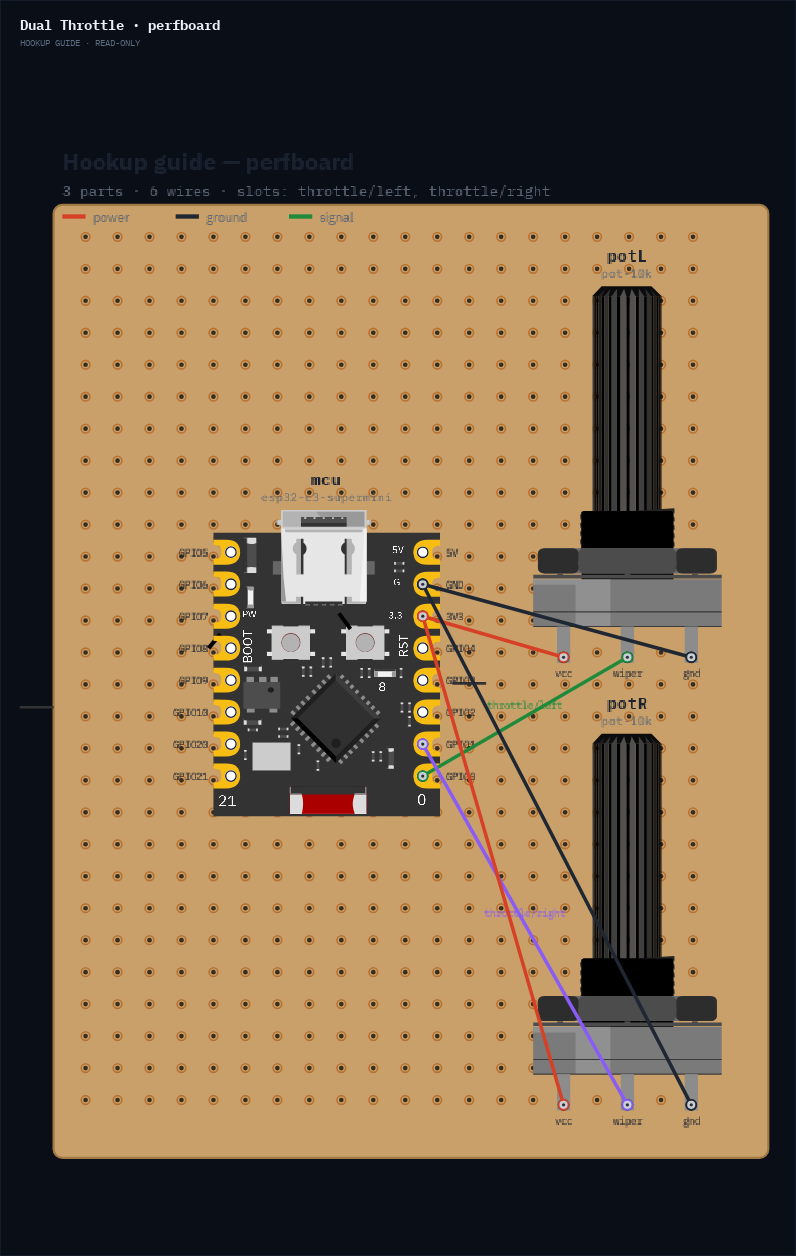 Dual Throttle · perfboard
HOOKUP GUIDE · READ-ONLY
Hookup guide — perfboard
3 parts · 6 wires · slots: throttle/left, throttle/right
power ground signal
potL
pot-10k
mcu
esp32-c3-supermini
GPIO5 5V 5V
GPIO6 G GND
GPIO7 PW 3.3 3V3
GPIO8 BOOT RST GPIO4
GPIO9 8 GPIO3
GPIO10 GPIO2
GPIO20 GPIO1
GPIO21 GPIO0
21 0
vcc wiper gnd
throttle/left
potR
pot-10k
throttle/right
vcc wiper gnd